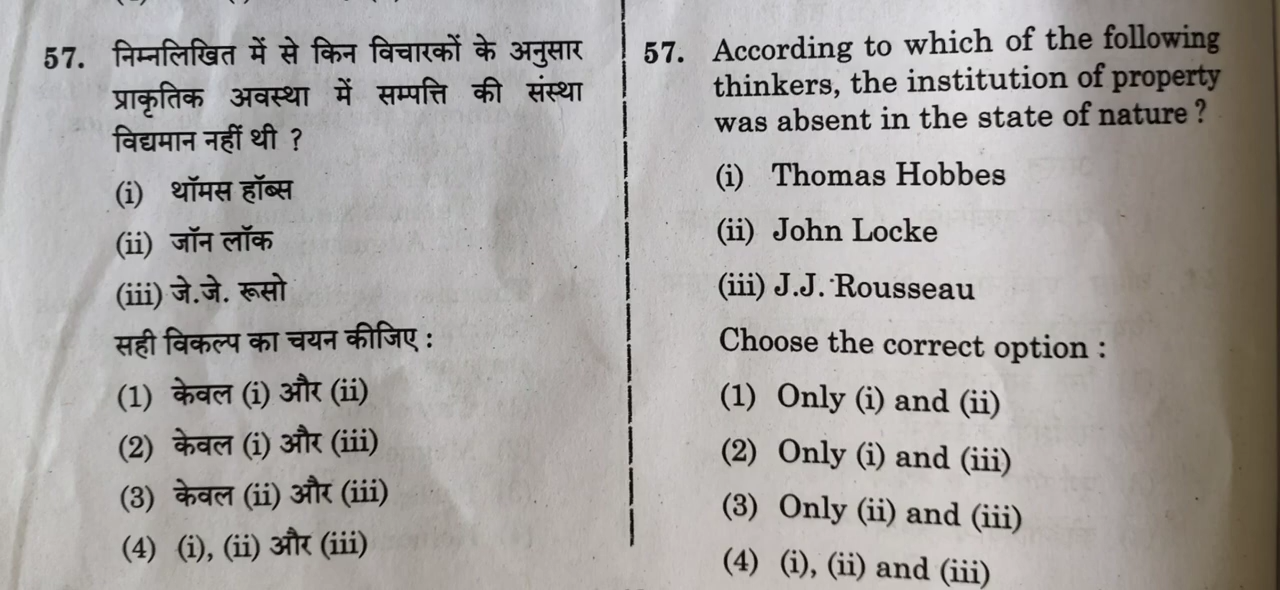 57. निम्नलिखित में से किन विचारकों के अनुसार
प्राकृतिक अवस्था में सम्पत्ति की संस्था
विद्यमान नहीं थी ?
(i) थॉमस हॉब्स
(ii) जॉन लॉक
(iii) जे.जे. रूसो
सही विकल्प का चयन कीजिए :
(1) केवल (i) और (ii)
(2) केवल (i) और (iii)
(3) केवल (ii) और (iii)
(4) (i), (ii) और (iii)
57. According to which of the following
thinkers, the institution of property
was absent in the state of nature ?
(i) Thomas Hobbes
(ii) John Locke
(iii) J.J. Rousseau
Choose the correct option :
(1) Only (i) and (ii)
(2) Only (i) and (iii)
(3) Only (ii) and (iii)
(4) (i), (ii) and (iii)